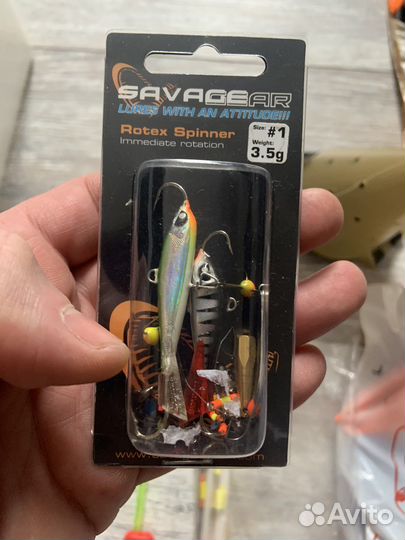 SAVAGEAR
LURES WITH AN ATTITUDE!!!
Rotex Spinner
Immediate rotation
Size: #1
Weight: 3.5g
Avito